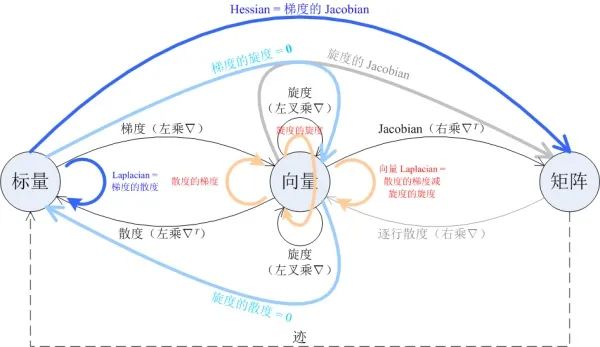 Hessian = 梯度的 Jacobian
梯度的旋度 = 0
旋度的 Jacobian
旋度
(左叉乘▽)
梯度（左乘▽）
旋度的旋度
Jacobian（右乘▽ᵀ）
标量
Laplacian =
梯度的散度
散度的梯度
向量
向量 Laplacian =
散度的梯度减
旋度的旋度
矩阵
散度（左乘▽ᵀ）
旋度
(左叉乘▽)
逐行散度（右乘▽）
旋度的散度 = 0
迹